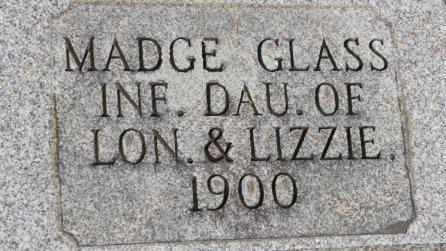 MADGE GLASS
INF. DAU. OF
LON. & LIZZIE.
1900